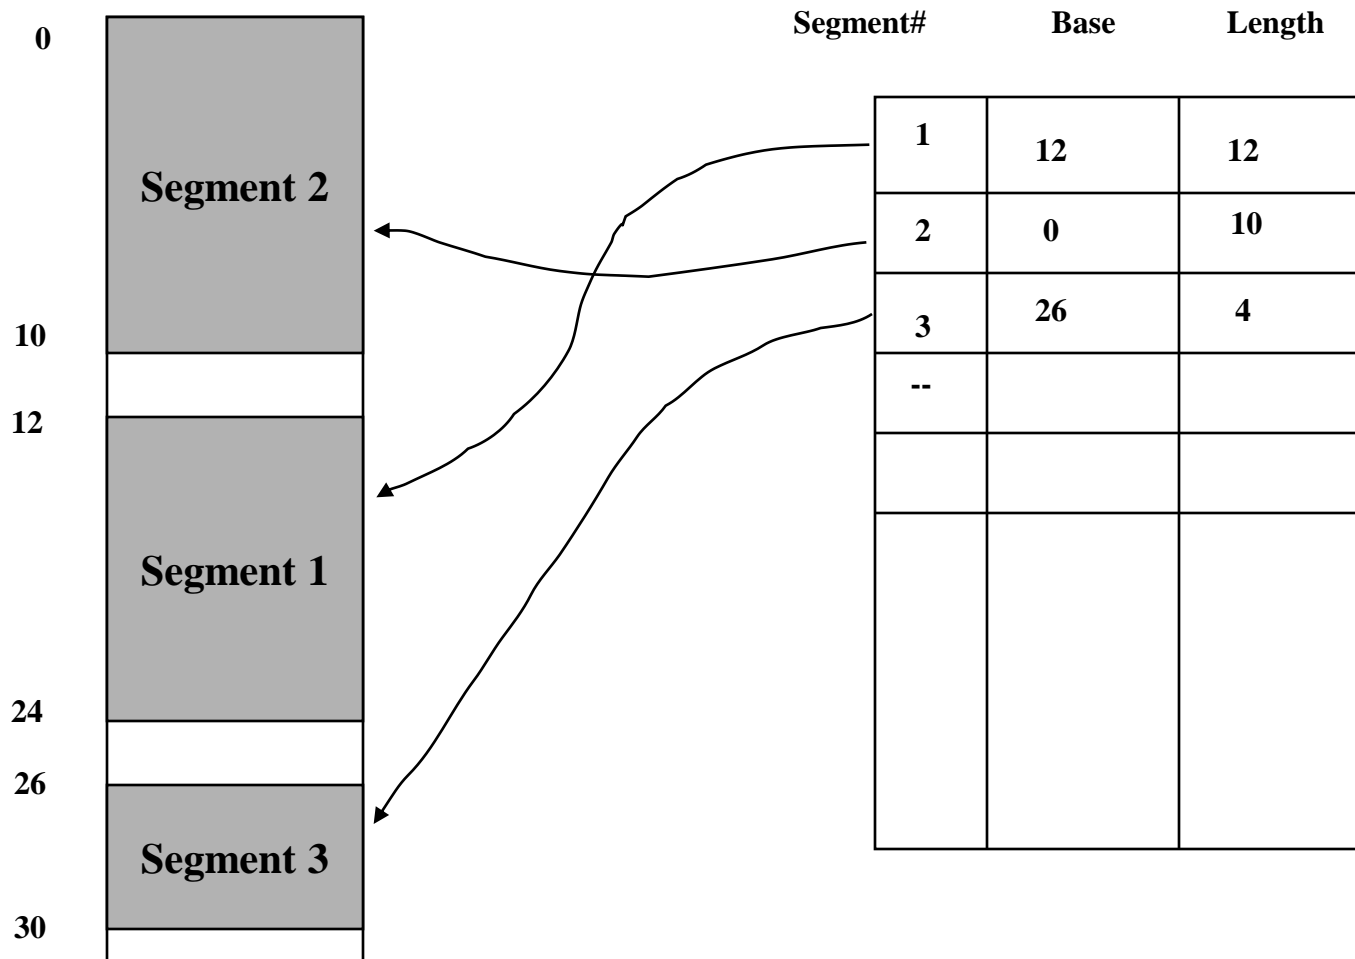 0
Segment 2
10
12
Segment 1
24
26
Segment 3
30
Segment# Base Length
1 12 12
2 0 10
3 26 4
--